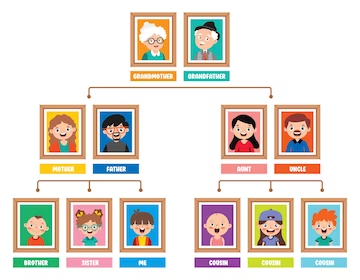 GRANDMOTHER GRANDFATHER
MOTHER FATHER AUNT UNCLE
BROTHER SISTER ME COUSIN COUSIN COUSIN